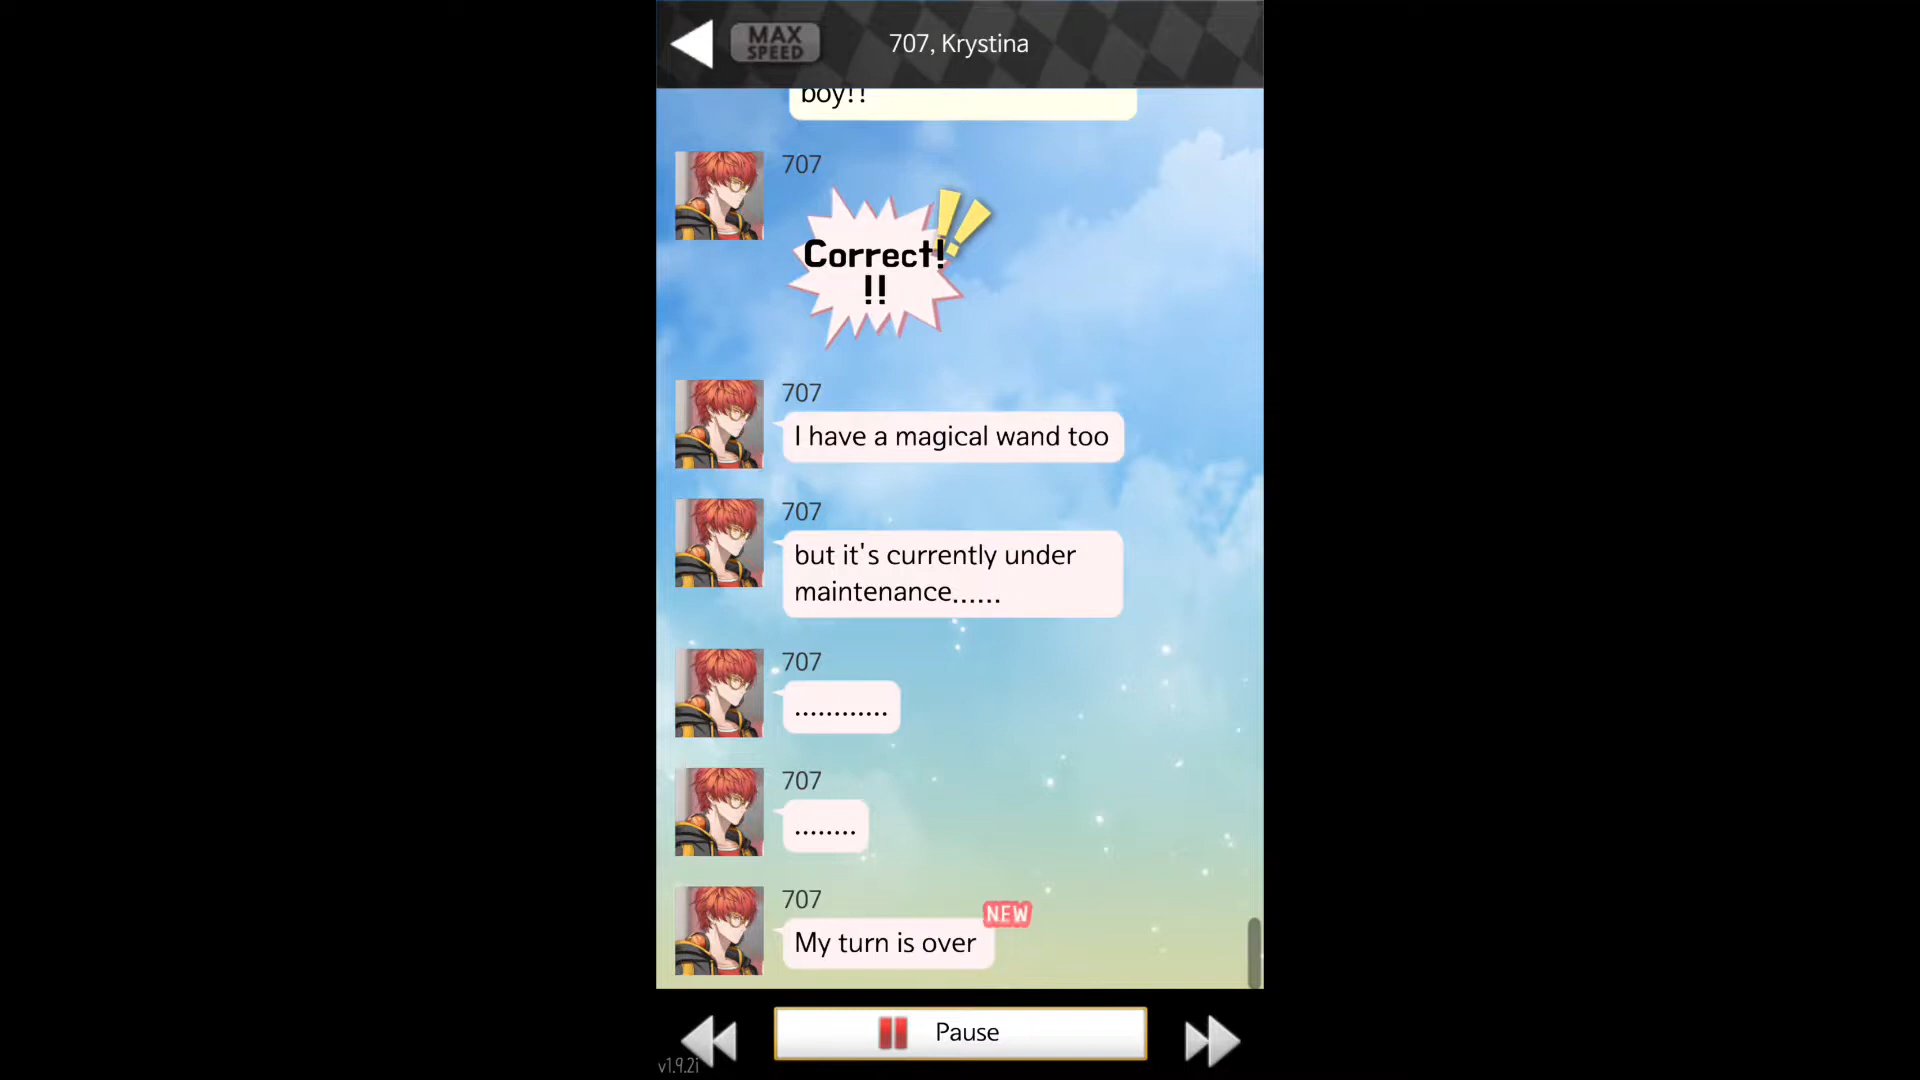 MAX
SPEED
707, Krystina
boy!!
707
Correct!
!!
707
I have a magical wand too
707
but it's currently under
maintenance......
707
............
707
........
707
NEW
My turn is over
Pause
v1.9.2i